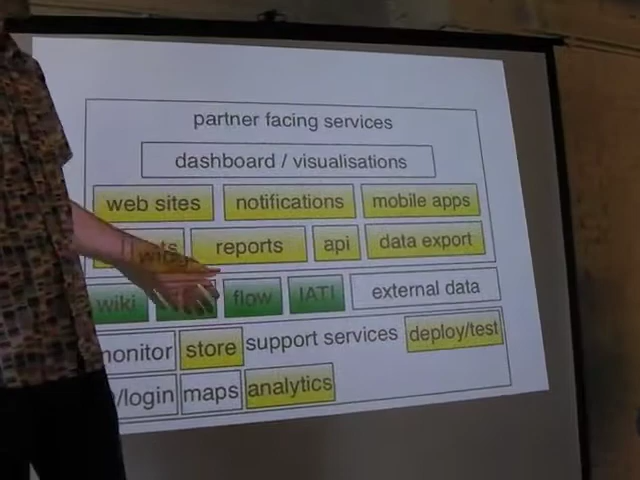 partner facing services
dashboard / visualisations
web sites notifications mobile apps
reports api data export
wiki flow IATI external data
monitor store support services deploy/test
/login maps analytics